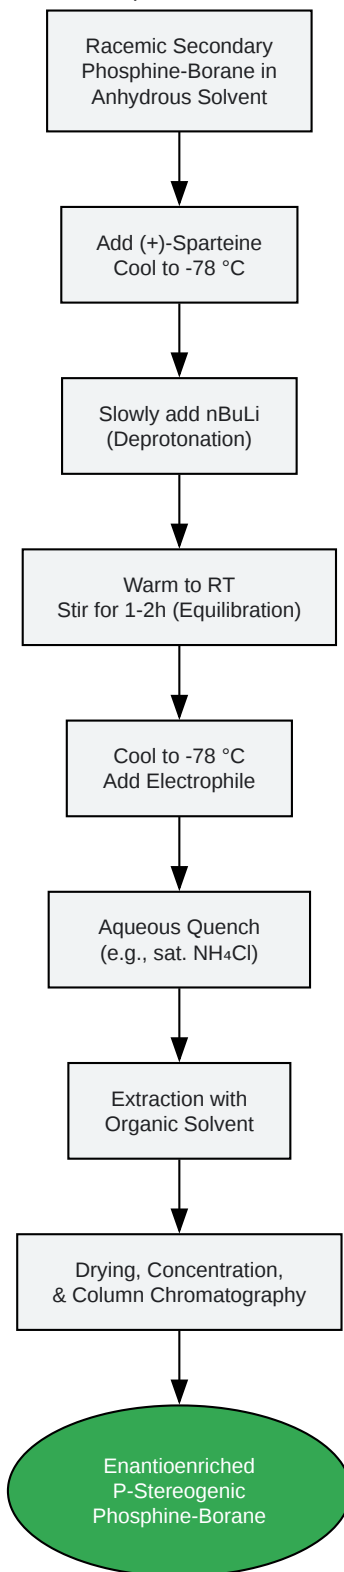 Racemic Secondary
Phosphine-Borane in
Anhydrous Solvent
Add (+)-Sparteine
Cool to -78 °C
Slowly add nBuLi
(Deprotonation)
Warm to RT
Stir for 1-2h (Equilibration)
Cool to -78 °C
Add Electrophile
Aqueous Quench
(e.g., sat. NH₄Cl)
Extraction with
Organic Solvent
Drying, Concentration,
& Column Chromatography
Enantioenriched
P-Stereogenic
Phosphine-Borane